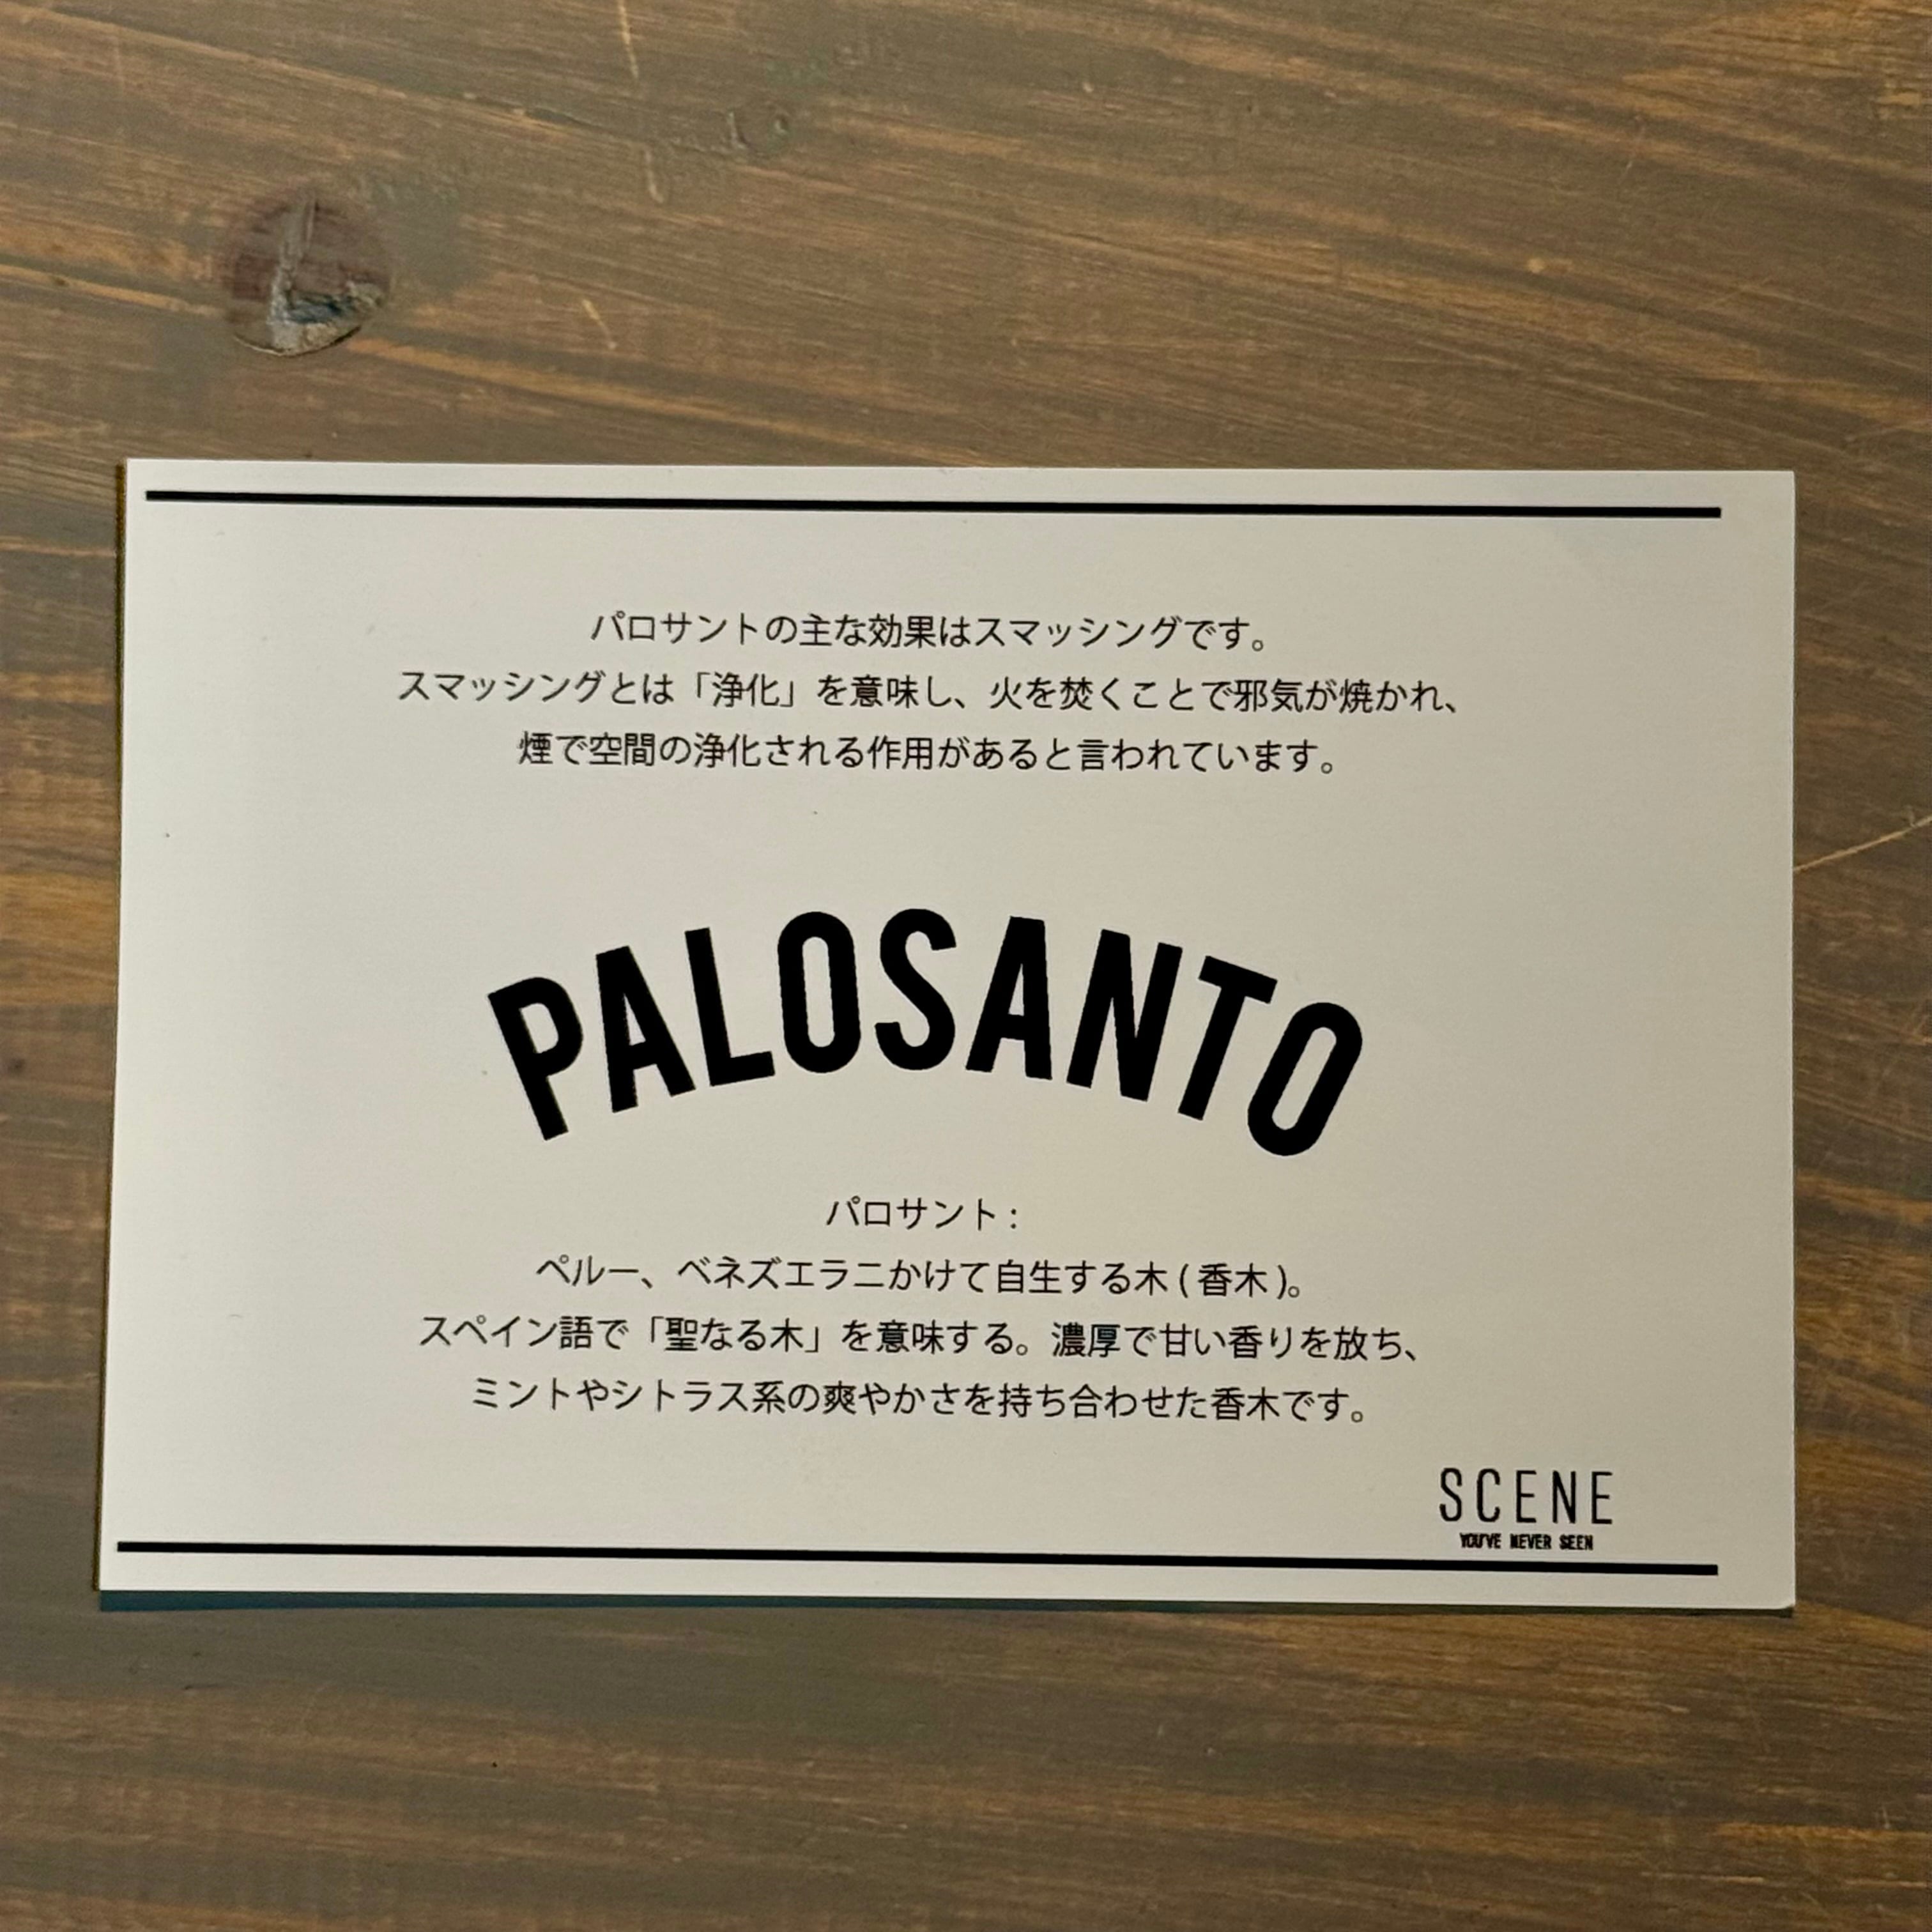 パロサントの主な効果はスマッシングです。
スマッシングとは「浄化」を意味し、火を焚くことで邪気が焼かれ、
煙で空間の浄化される作用があると言われています。
PALOSANTO
パロサント :
ペルー、ベネズエラニかけて自生する木 ( 香木 )。
スペイン語で「聖なる木」を意味する。濃厚で甘い香りを放ち、
ミントやシトラス系の爽やかさを持ち合わせた香木です。
SCENE
YOU'VE NEVER SEEN